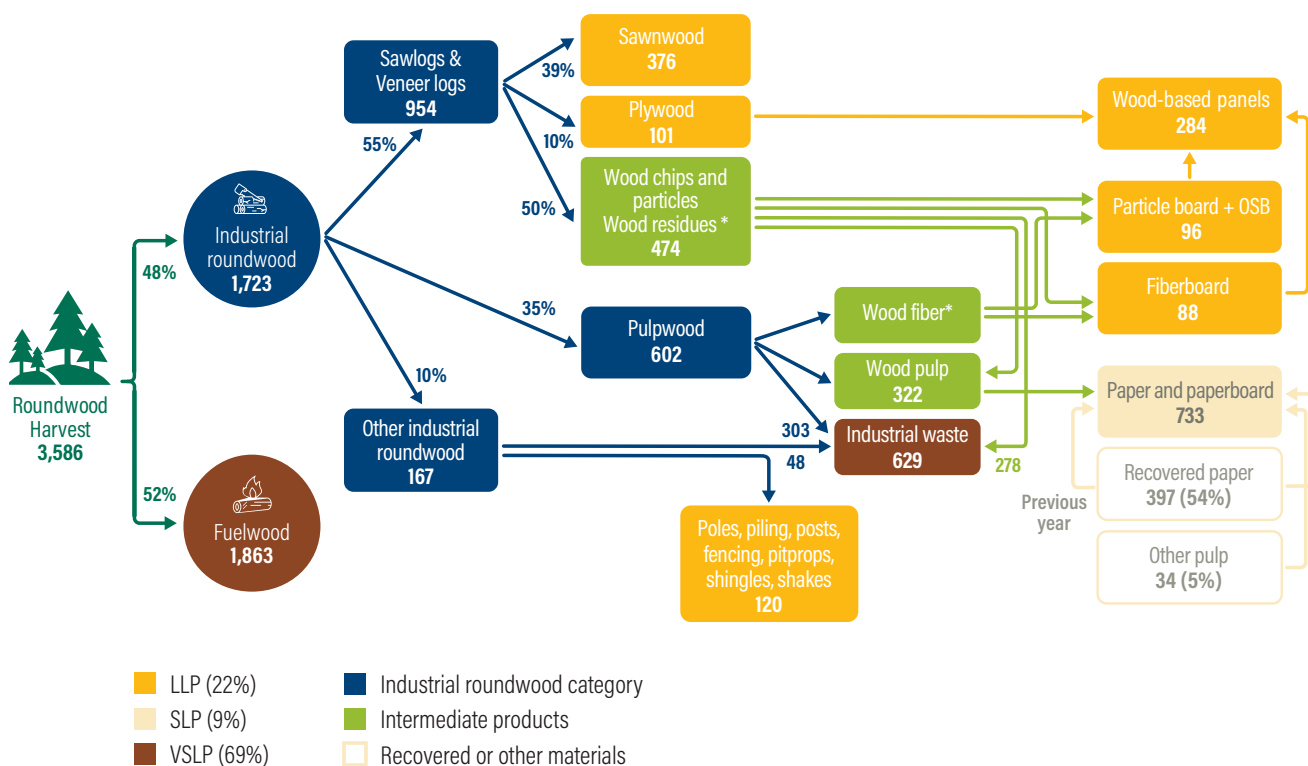 Sawnwood
376
Sawlogs &
Veneer logs
954
39%
Plywood
101
10%
Wood-based panels
284
55%
Wood chips and
particles
Wood residues *
474
50%
Particle board + OSB
96
Industrial
roundwood
1,723
48%
Fiberboard
88
35%
Wood fiber*
Pulpwood
602
Wood pulp
322
10%
Roundwood
Harvest
3,586
Paper and paperboard
733
Other industrial
roundwood
167
303
48
Industrial waste
629
278
Recovered paper
397 (54%)
Previous
year
52%
Fuelwood
1,863
Poles, piling, posts,
fencing, pitprops,
shingles, shakes
120
Other pulp
34 (5%)
LLP (22%)
SLP (9%)
VSLP (69%)
Industrial roundwood category
Intermediate products
Recovered or other materials